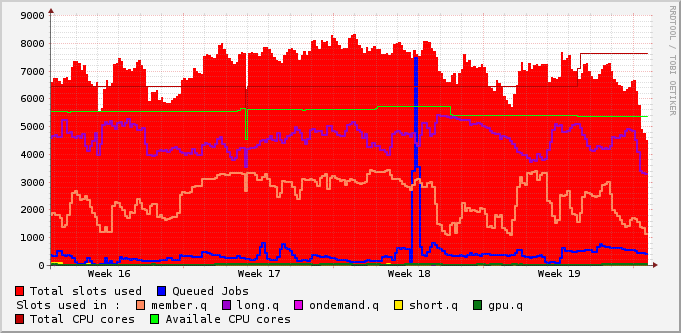 9000
8000
7000
6000
5000
4000
3000
2000
1000
0
Week 16 Week 17 Week 18 Week 19
RRDTOOL / TOBI OETIKER
Total slots used Queued Jobs
Slots used in : member.q long.q ondemand.q short.q gpu.q
Total CPU cores Availale CPU cores